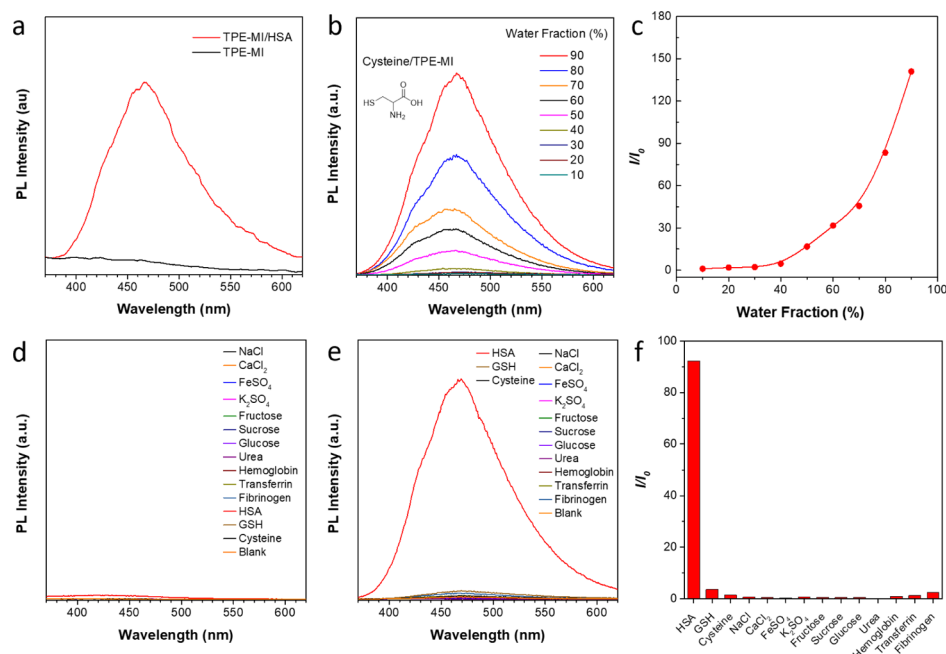 a
TPE-MI/HSA
TPE-MI
PL Intensity (au)
400
450
500
550
600
Wavelength (nm)
b
Water Fraction (%)
Cysteine/TPE-MI
HS
O
OH
NH2
90
80
70
60
50
40
30
20
10
PL Intensity (a.u.)
400
450
500
550
600
Wavelength (nm)
c
I/I0
180
150
120
90
60
30
0
0
20
40
60
80
100
Water Fraction (%)
d
NaCl
CaCl2
FeSO4
K2SO4
Fructose
Sucrose
Glucose
Urea
Hemoglobin
Transferrin
Fibrinogen
HSA
GSH
Cysteine
Blank
PL Intensity (a.u.)
400
450
500
550
600
Wavelength (nm)
e
HSA
GSH
Cysteine
NaCl
CaCl2
FeSO4
K2SO4
Fructose
Sucrose
Glucose
Urea
Hemoglobin
Transferrin
Fibrinogen
Blank
PL Intensity (a.u.)
400
450
500
550
600
Wavelength (nm)
f
I/I0
100
80
60
40
20
0
HSA
GSH
Cysteine
NaCl
CaCl2
FeSO4
K2SO4
Fructose
Sucrose
Glucose
Urea
Hemoglobin
Transferrin
Fibrinogen